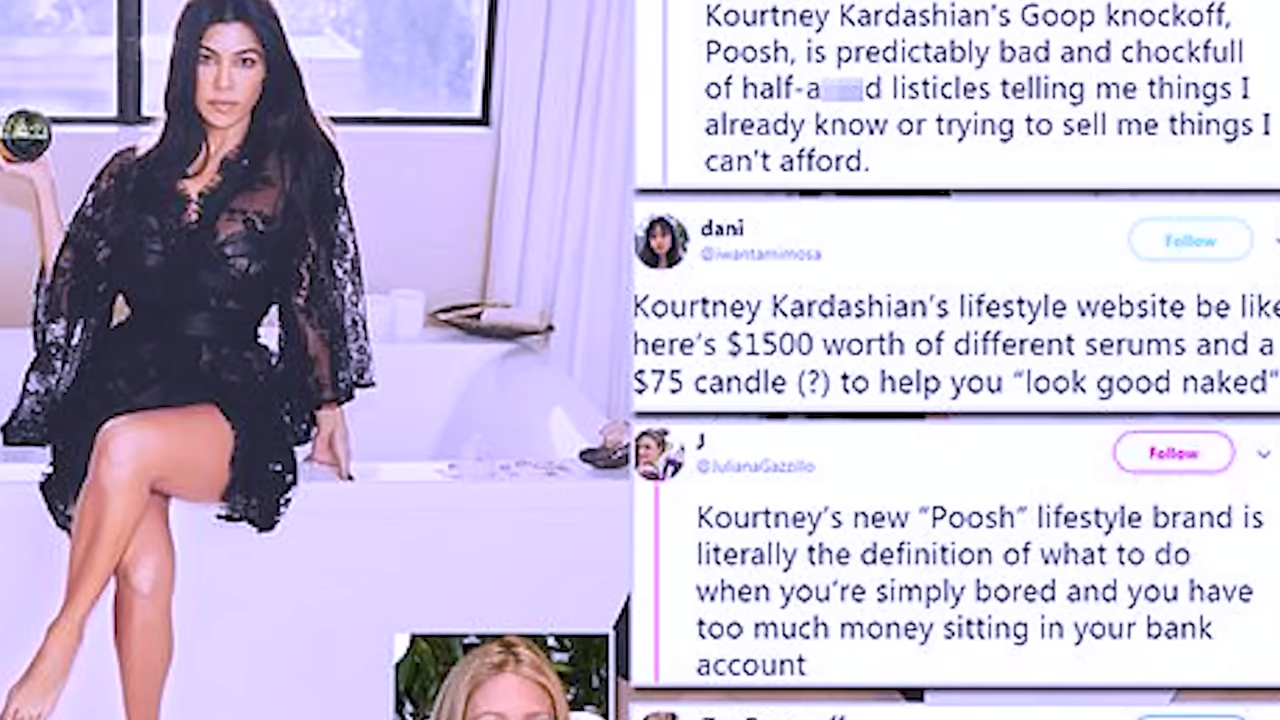 Kourtney Kardashian's Goop knockoff,
Poosh, is predictably bad and chockfull
of half-a d listicles telling me things I
already know or trying to sell me things I
can't afford.
dani
@iwantamimosa
Follow
Kourtney Kardashian's lifestyle website be like
here's $1500 worth of different serums and a
$75 candle (?) to help you “look good naked”
J
@JulianaGazzillo
Follow
Kourtney's new “Poosh” lifestyle brand is
literally the definition of what to do
when you're simply bored and you have
too much money sitting in your bank
account